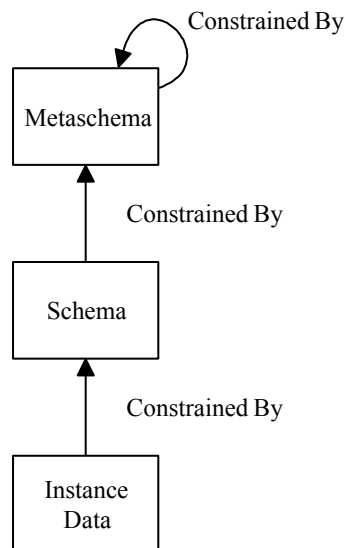 Constrained By
Metaschema
Constrained By
Schema
Constrained By
Instance
Data